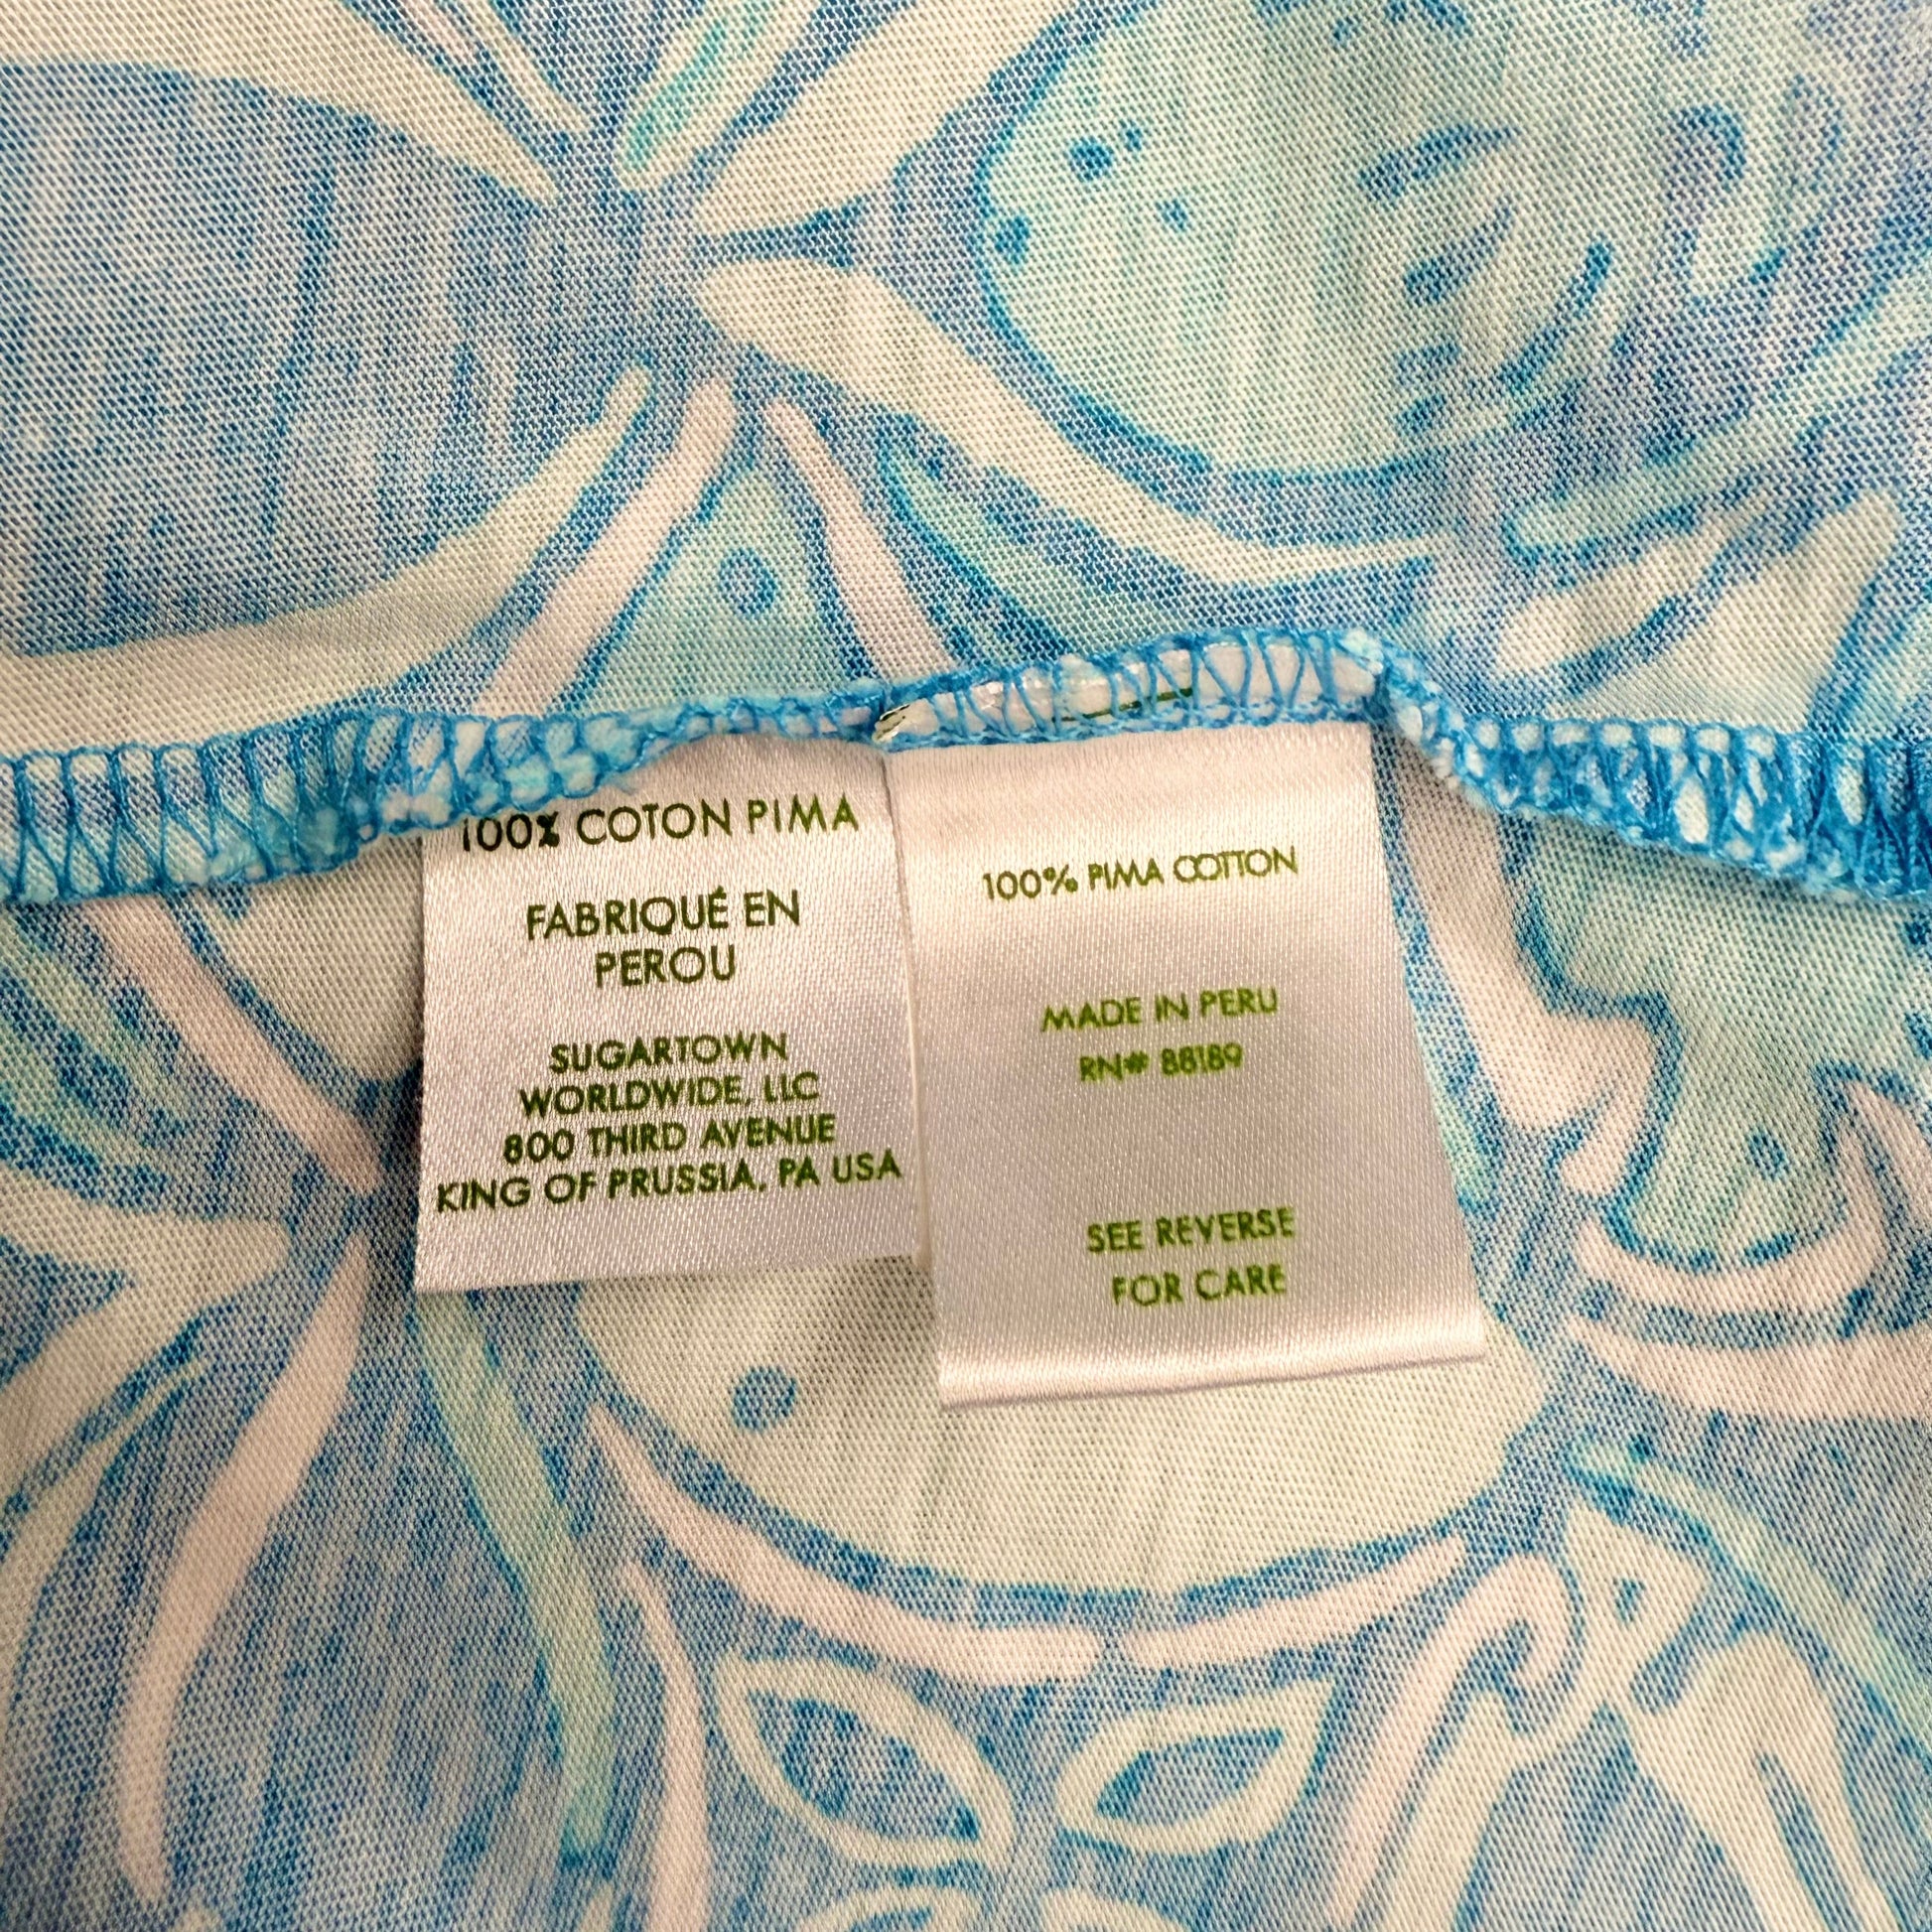 100% COTON PIMA
FABRIQUÉ EN
PEROU
SUGARTOWN
WORLDWIDE, LLC
800 THIRD AVENUE
KING OF PRUSSIA, PA USA
100% PIMA COTTON
MADE IN PERU
RN# 88189
SEE REVERSE
FOR CARE